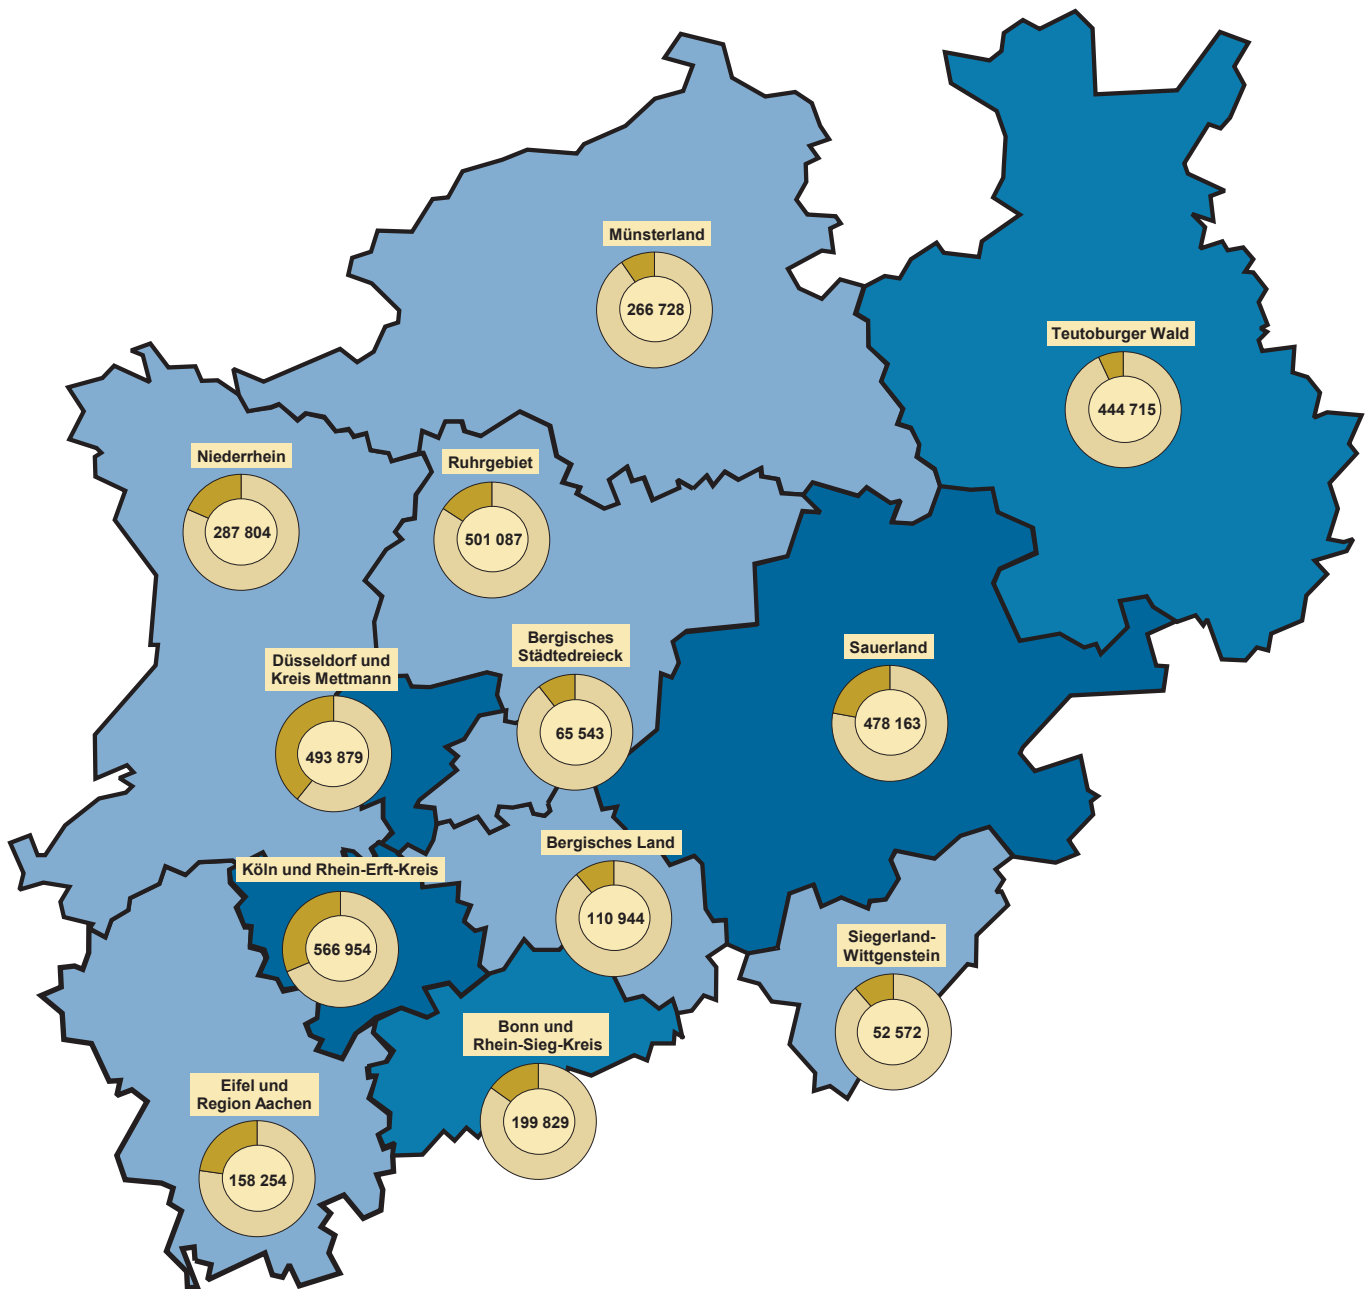 Münsterland
266 728
Teutoburger Wald
444 715
Niederrhein
287 804
Ruhrgebiet
501 087
Bergisches
Städtedreieck
65 543
Sauerland
478 163
Düsseldorf und
Kreis Mettmann
493 879
Bergisches Land
110 944
Köln und Rhein-Erft-Kreis
566 954
Siegerland-
Wittgenstein
52 572
Bonn und
Rhein-Sieg-Kreis
199 829
Eifel und
Region Aachen
158 254